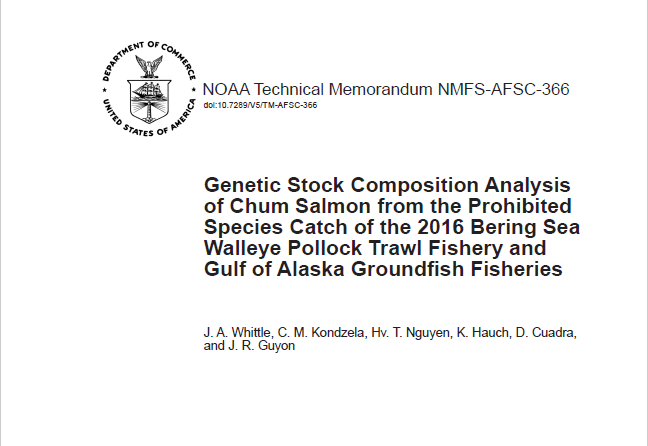 DEPARTMENT OF COMMERCE
UNITED STATES OF AMERICA
NOAA Technical Memorandum NMFS-AFSC-366
doi:10.7289/V5/TM-AFSC-366
Genetic Stock Composition Analysis
of Chum Salmon from the Prohibited
Species Catch of the 2016 Bering Sea
Walleye Pollock Trawl Fishery and
Gulf of Alaska Groundfish Fisheries
J. A. Whittle, C. M. Kondzela, Hv. T. Nguyen, K. Hauch, D. Cuadra,
and J. R. Guyon